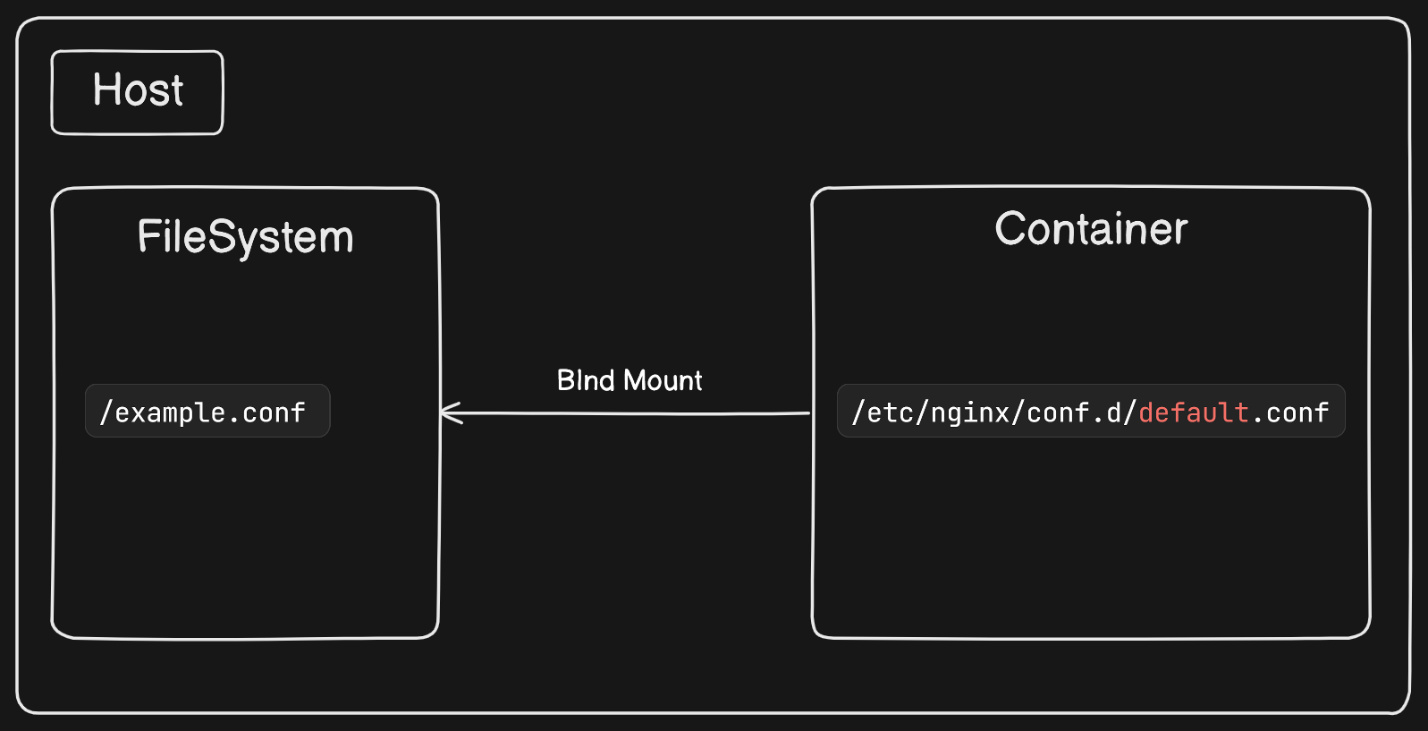 Host
FileSystem
Container
BInd Mount
/example.conf
/etc/nginx/conf.d/default.conf